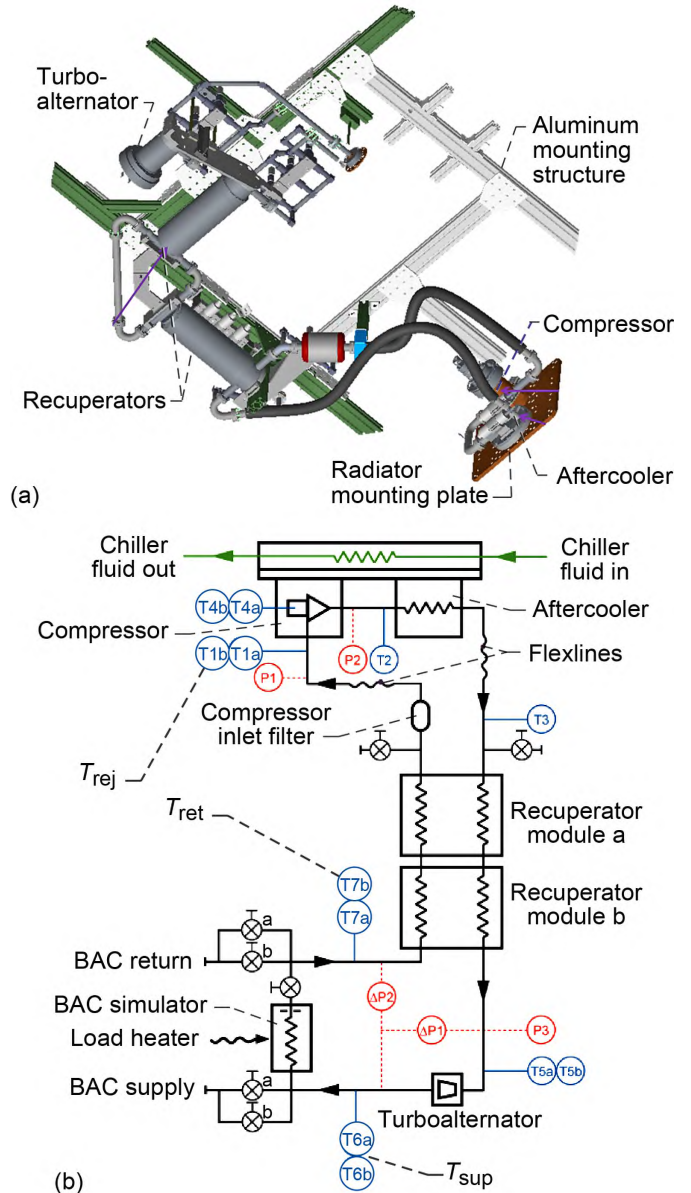 Turbo-
alternator
Aluminum
mounting
structure
Compressor
Recuperators
Radiator
mounting plate
Aftercooler
(a)
Chiller
fluid out
Chiller
fluid in
T4b T4a
Compressor
Aftercooler
T1b T1a
P1
P2
T2
Flexlines
Compressor
inlet filter
T3
Trej
Tret
Recuperator
module a
T7b
T7a
Recuperator
module b
a
b
BAC return
ΔP2
BAC simulator
ΔP1
P3
Load heater
T5a T5b
a
BAC supply
b
Turboalternator
T6a
T6b
Tsup
(b)